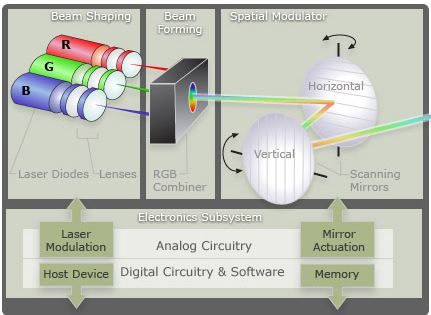 Beam Shaping
Beam
Forming
Spatial Modulator
R
G
B
Horizontal
Vertical
Laser Diodes
Lenses
RGB
Combiner
Scanning
Mirrors
Electronics Subsystem
Laser
Modulation
Analog Circuitry
Mirror
Actuation
Host Device
Digital Circuitry & Software
Memory